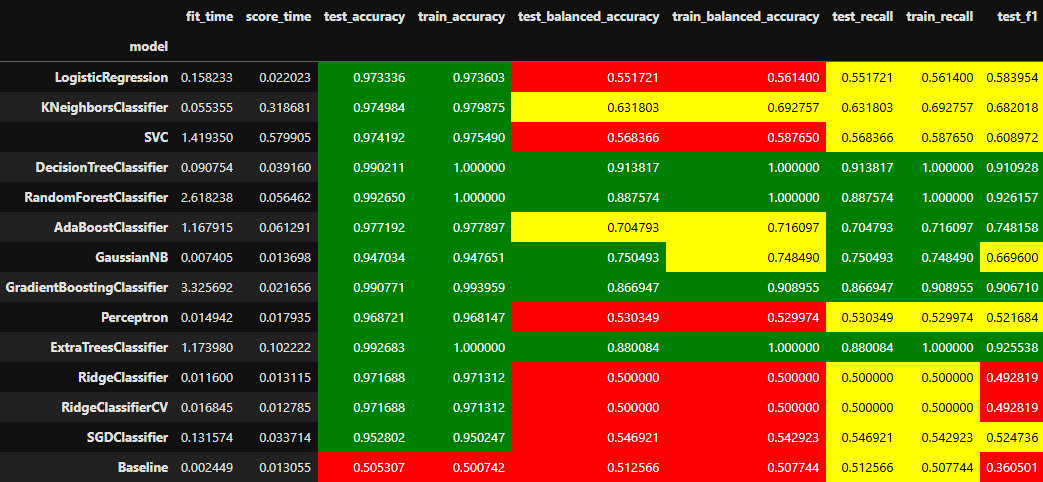 fit_time score_time test_accuracy train_accuracy test_balanced_accuracy train_balanced_accuracy test_recall train_recall test_f1
model
LogisticRegression 0.158233 0.022023 0.973336 0.973603 0.551721 0.561400 0.551721 0.561400 0.583954
KNeighborsClassifier 0.055355 0.318681 0.974984 0.979875 0.631803 0.692757 0.631803 0.692757 0.682018
SVC 1.419350 0.579905 0.974192 0.975490 0.568366 0.587650 0.568366 0.587650 0.608972
DecisionTreeClassifier 0.090754 0.039160 0.990211 1.000000 0.913817 1.000000 0.913817 1.000000 0.910928
RandomForestClassifier 2.618238 0.056462 0.992650 1.000000 0.887574 1.000000 0.887574 1.000000 0.926157
AdaBoostClassifier 1.167915 0.061291 0.977192 0.977897 0.704793 0.716097 0.704793 0.716097 0.748158
GaussianNB 0.007405 0.013698 0.947034 0.947651 0.750493 0.748490 0.750493 0.748490 0.669600
GradientBoostingClassifier 3.325692 0.021656 0.990771 0.993959 0.866947 0.908955 0.866947 0.908955 0.906710
Perceptron 0.014942 0.017935 0.968721 0.968147 0.530349 0.529974 0.530349 0.529974 0.521684
ExtraTreesClassifier 1.173980 0.102222 0.992683 1.000000 0.880084 1.000000 0.880084 1.000000 0.925538
RidgeClassifier 0.011600 0.013115 0.971688 0.971312 0.500000 0.500000 0.500000 0.500000 0.492819
RidgeClassifierCV 0.016845 0.012785 0.971688 0.971312 0.500000 0.500000 0.500000 0.500000 0.492819
SGDClassifier 0.131574 0.033714 0.952802 0.950247 0.546921 0.542923 0.546921 0.542923 0.524736
Baseline 0.002449 0.013055 0.505307 0.500742 0.512566 0.507744 0.512566 0.507744 0.360501